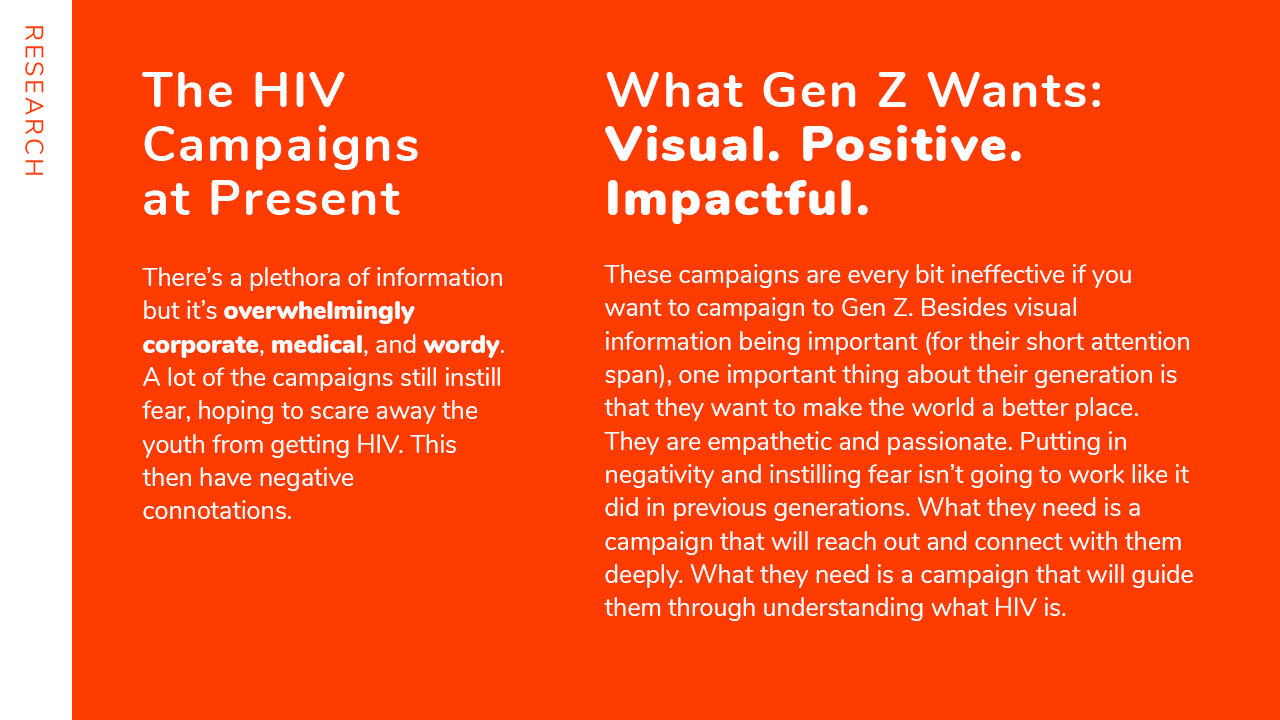 RESEARCH
The HIV
Campaigns
at Present
There’s a plethora of information
but it’s overwhelmingly
corporate, medical, and wordy.
A lot of the campaigns still instill
fear, hoping to scare away the
youth from getting HIV. This
then have negative
connotations.
What Gen Z Wants:
Visual. Positive.
Impactful.
These campaigns are every bit ineffective if you
want to campaign to Gen Z. Besides visual
information being important (for their short attention
span), one important thing about their generation is
that they want to make the world a better place.
They are empathetic and passionate. Putting in
negativity and instilling fear isn’t going to work like it
did in previous generations. What they need is a
campaign that will reach out and connect with them
deeply. What they need is a campaign that will guide
them through understanding what HIV is.